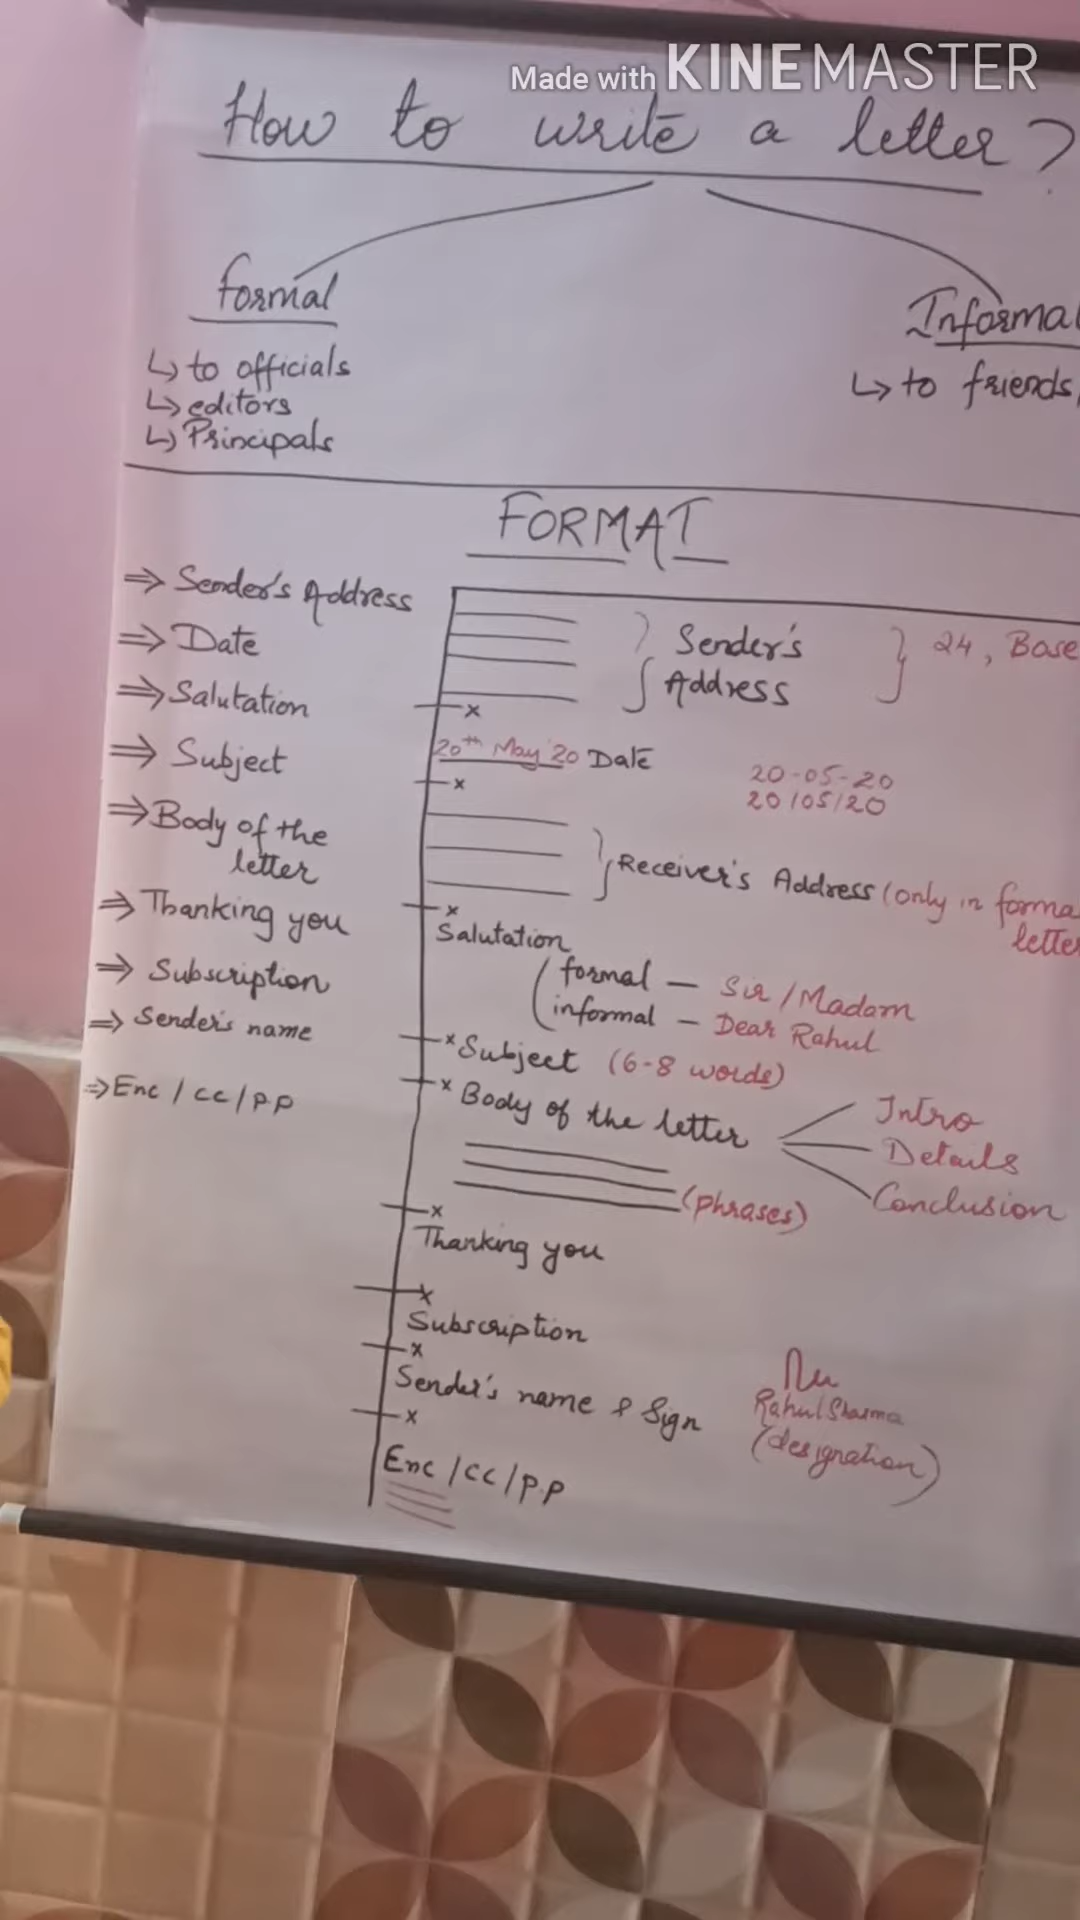 Made with KINEMASTER
How to write a letter?
Formal
↳ to officials
↳ editors
↳ Principals
Informal
↳ to friends,
FORMAT
⇒ Sender's Address
⇒ Date
⇒ Salutation
⇒ Subject
⇒ Body of the
letter
⇒ Thanking you
⇒ Subscription
⇒ Sender's name
⇒ Enc / cc / p.p
Sender's
Address
24, Base
20th May '20 Date
20-05-20
20/05/20
Receiver's Address (only in forma
letter
Salutation
formal — Sir / Madam
informal — Dear Rahul
Subject (6-8 words)
Body of the letter
Intro
Details
Conclusion
(phrases)
Thanking you
Subscription
Sender's name & Sign
Rahul Sharma
(designation)
Enc / cc / p.p